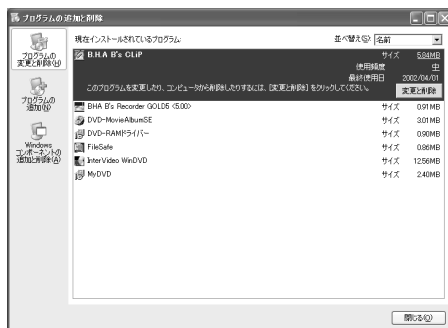 プログラムの追加と削除
現在インストールされているプログラム:
並べ替え(S): 名前
プログラムの
変更と削除(H)
プログラムの
追加(N)
Windows
コンポーネントの
追加と削除(A)
B.H.A B's CLiP
サイズ 5.84MB
使用頻度 中
最終使用日 2002/04/01
このプログラムを変更したり、コンピュータから削除したりするには、[変更と削除] をクリックしてください。
変更と削除
BHA B's Recorder GOLD5 <5.00> サイズ 0.91MB
DVD-MovieAlbumSE サイズ 3.01MB
DVD-RAMドライバー サイズ 0.90MB
FileSafe サイズ 0.86MB
InterVideo WinDVD サイズ 12.56MB
MyDVD サイズ 2.40MB
閉じる(O)